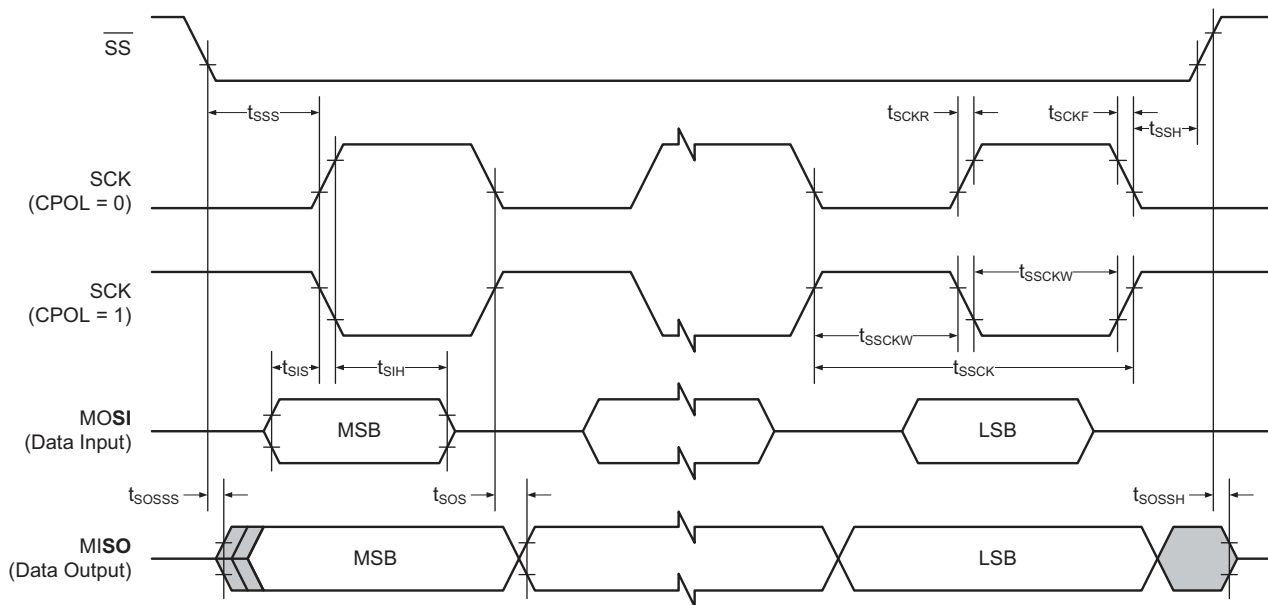 SS
tSSS
tSCKR
tSCKF
tSSH
SCK
(CPOL = 0)
SCK
(CPOL = 1)
tSSCKW
tSSCKW
tSIS
tSIH
tSSCK
MOSI
(Data Input)
MSB
LSB
tSOSSS
tSOS
tSOSSH
MISO
(Data Output)
MSB
LSB